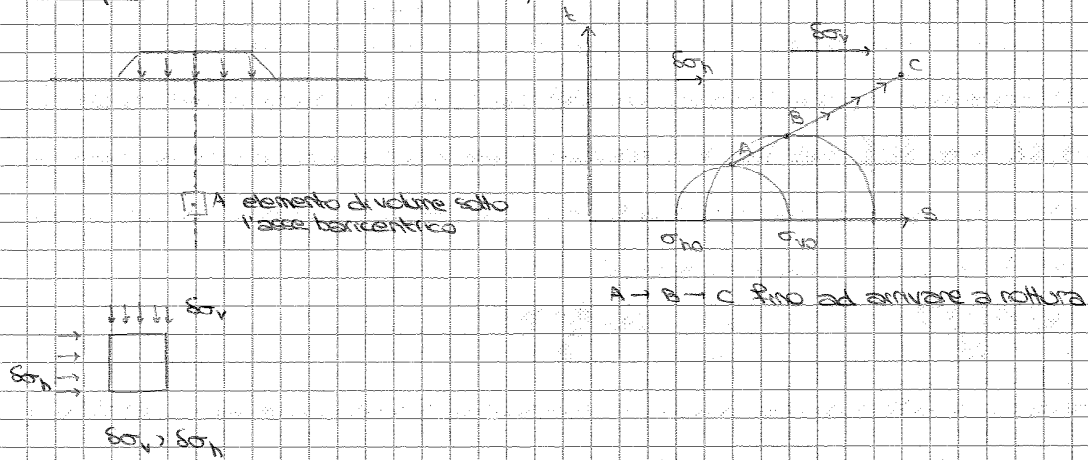 A elemento di volume sotto
l'asse baricentrico
δσv
δσh
δσv > δσh
t
δσh
δσv
C
B
A
S
σh0
σv0
A → B → C fino ad arrivare a rottura